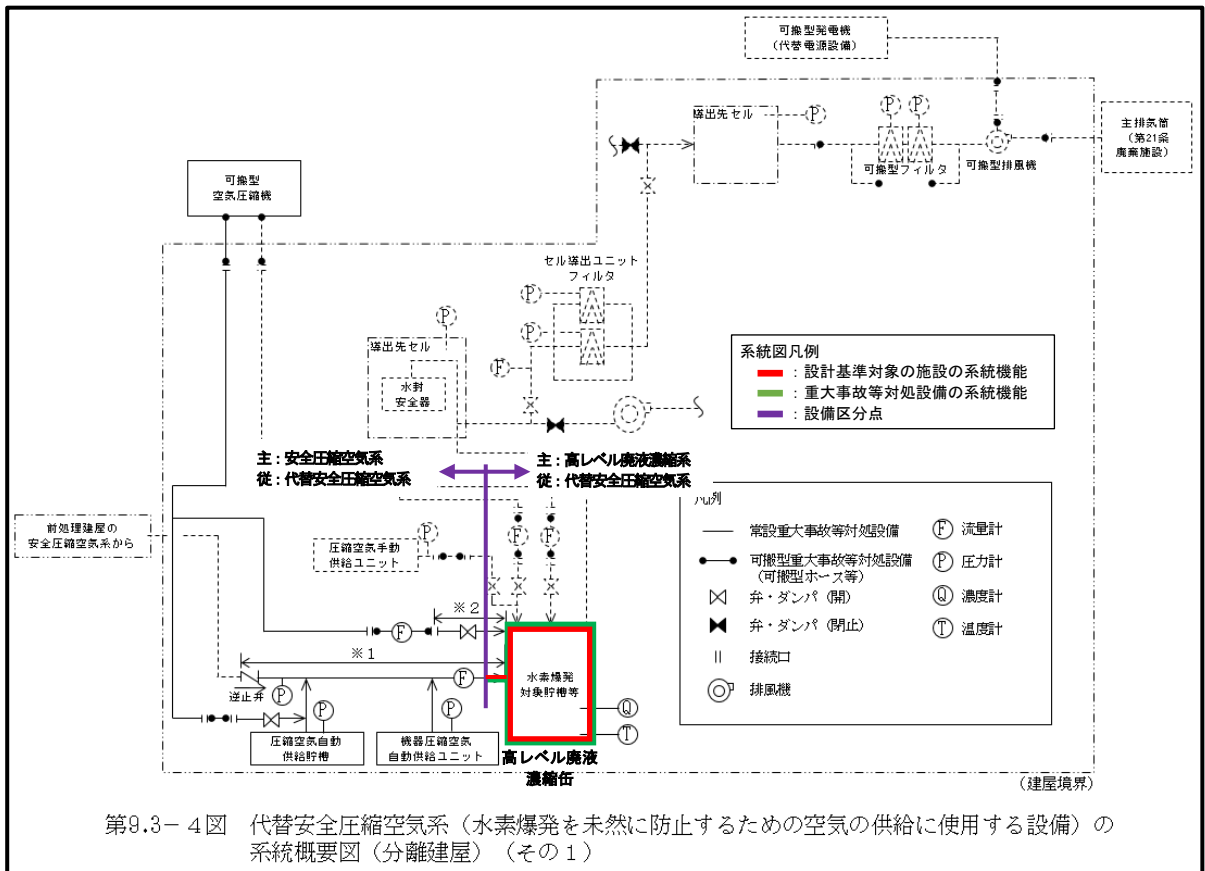 可搬型発電機
(代替電源設備)
導出先セル
P
P
P
主排気筒
(第21条
廃棄施設)
可搬型フィルタ
可搬型排風機
可搬型
空気圧縮機
セル導出ユニット
フィルタ
P
P
P
F
導出先セル
水封
安全器
系統図凡例
：設計基準対象の施設の系統機能
：重大事故等対処設備の系統機能
：設備区分点
主：安全圧縮空気系
従：代替安全圧縮空気系
主：高レベル廃液濃縮系
従：代替安全圧縮空気系
凡例
常設重大事故等対処設備
F 流量計
可搬型重大事故等対処設備
(可搬型ホース等)
P 圧力計
弁・ダンパ（開）
Q 濃度計
弁・ダンパ（閉止）
T 温度計
接続口
排風機
前処理建屋の
安全圧縮空気系から
P
圧縮空気手動
供給ユニット
F
F
※2
F
※1
F
逆止弁
P
P
P
水素爆発
対象貯槽等
Q
T
圧縮空気自動
供給貯槽
機器圧縮空気
自動供給ユニット
高レベル廃液
濃縮缶
(建屋境界)
第9.3－4図 代替安全圧縮空気系（水素爆発を未然に防止するための空気の供給に使用する設備）の
系統概要図（分離建屋）（その1）